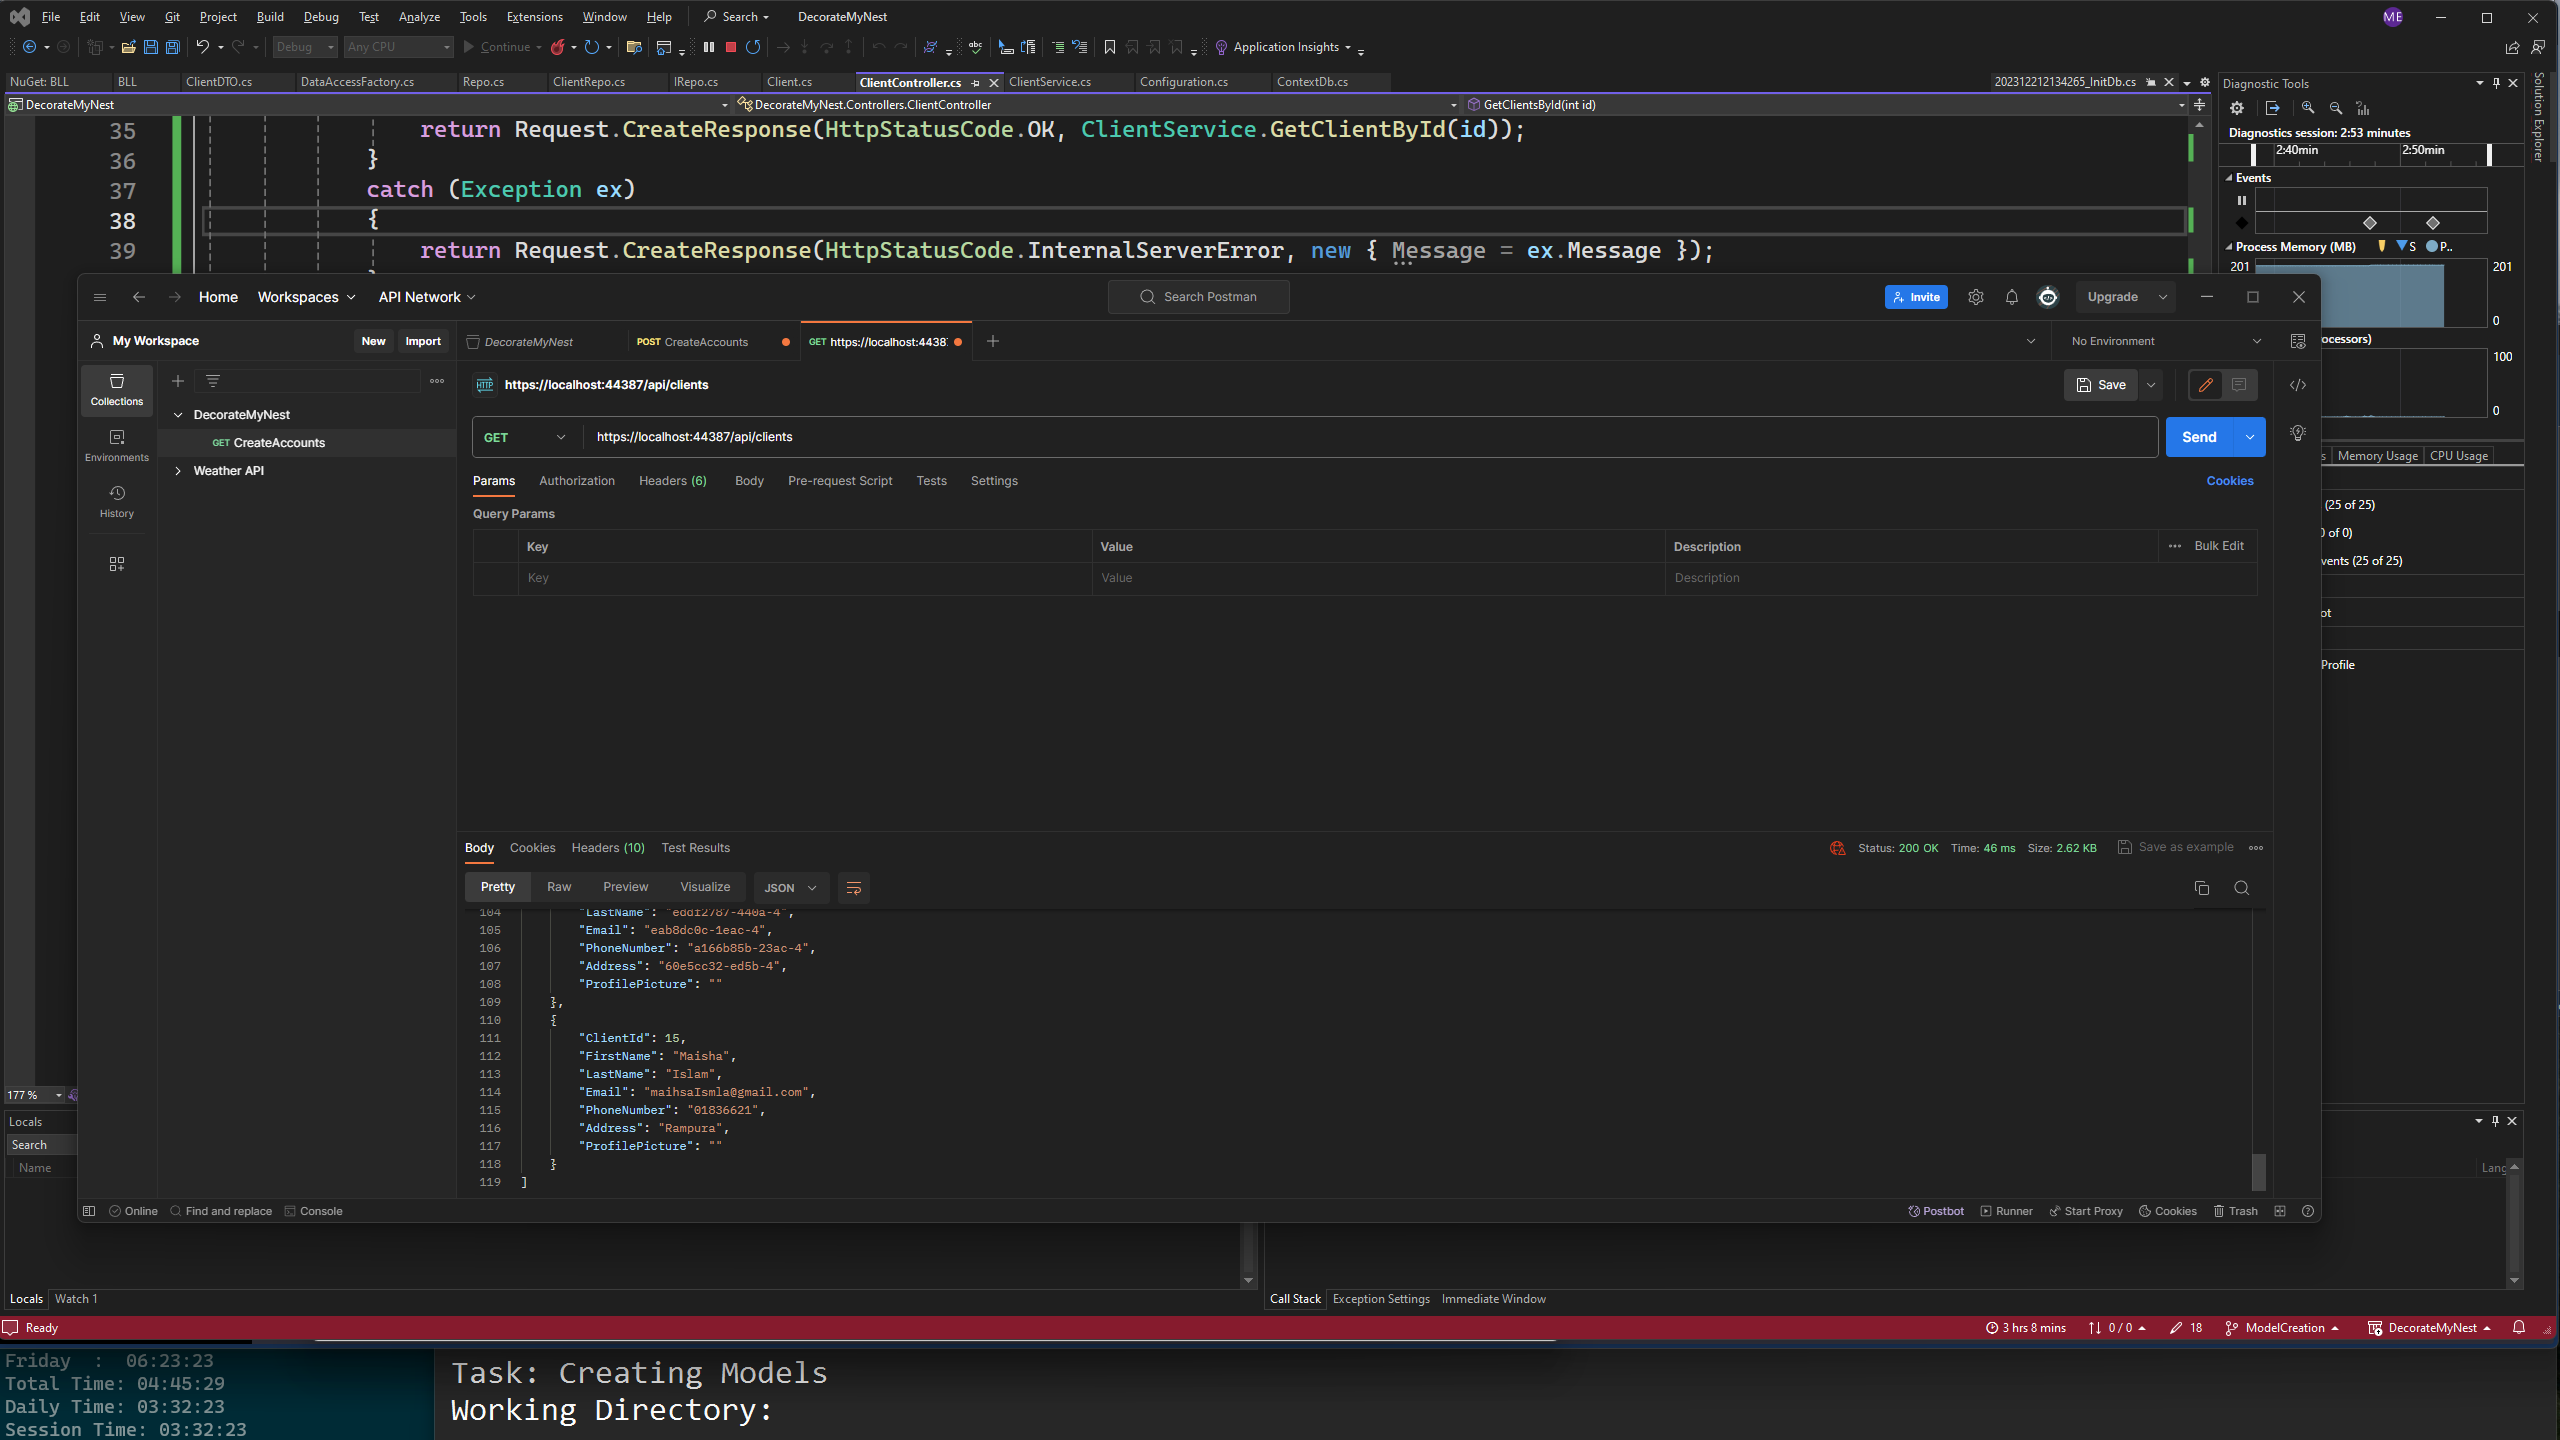 File Edit View Git Project Build Debug Test Analyze Tools Extensions Window Help Search DecorateMyNest ME
Debug Any CPU Continue Application Insights
NuGet: BLL BLL ClientDTO.cs DataAccessFactory.cs Repo.cs ClientRepo.cs IRepo.cs Client.cs ClientController.cs ClientService.cs Configuration.cs ContextDb.cs 202312212134265_InitDb.cs Diagnostic Tools
DecorateMyNest DecorateMyNest.Controllers.ClientController GetClientsById(int id)
Solution Explorer
35 return Request.CreateResponse(HttpStatusCode.OK, ClientService.GetClientById(id));
36 }
37 catch (Exception ex)
38 {
39 return Request.CreateResponse(HttpStatusCode.InternalServerError, new { Message = ex.Message });
Diagnostics session: 2:53 minutes
2:40min 2:50min
Events
Process Memory (MB) S P..
201 201
0
ocessors)
100
0
s Memory Usage CPU Usage
(25 of 25)
0 of 0)
vents (25 of 25)
ot
Profile
Home Workspaces API Network Search Postman Invite Upgrade
My Workspace New Import DecorateMyNest POST CreateAccounts GET https://localhost:4438 No Environment
Collections
Environments
History
DecorateMyNest
GET CreateAccounts
Weather API
HTTP https://localhost:44387/api/clients Save
GET https://localhost:44387/api/clients Send
Params Authorization Headers (6) Body Pre-request Script Tests Settings Cookies
Query Params
Key Value Description Bulk Edit
Key Value Description
Body Cookies Headers (10) Test Results Status: 200 OK Time: 46 ms Size: 2.62 KB Save as example
Pretty Raw Preview Visualize JSON
104 "LastName": "eddf2787-440a-4",
105 "Email": "eab8dc0c-1eac-4",
106 "PhoneNumber": "a166b85b-23ac-4",
107 "Address": "60e5cc32-ed5b-4",
108 "ProfilePicture": ""
109 },
110 {
111 "ClientId": 15,
112 "FirstName": "Maisha",
113 "LastName": "Islam",
114 "Email": "maihsaIsmla@gmail.com",
115 "PhoneNumber": "01836621",
116 "Address": "Rampura",
117 "ProfilePicture": ""
118 }
119 ]
Online Find and replace Console Postbot Runner Start Proxy Cookies Trash
177 %
Locals
Search
Name Lang
Locals Watch 1 Call Stack Exception Settings Immediate Window
Ready 3 hrs 8 mins 0 / 0 18 ModelCreation DecorateMyNest
Friday : 06:23:23
Total Time: 04:45:29
Daily Time: 03:32:23
Session Time: 03:32:23
Task: Creating Models
Working Directory: